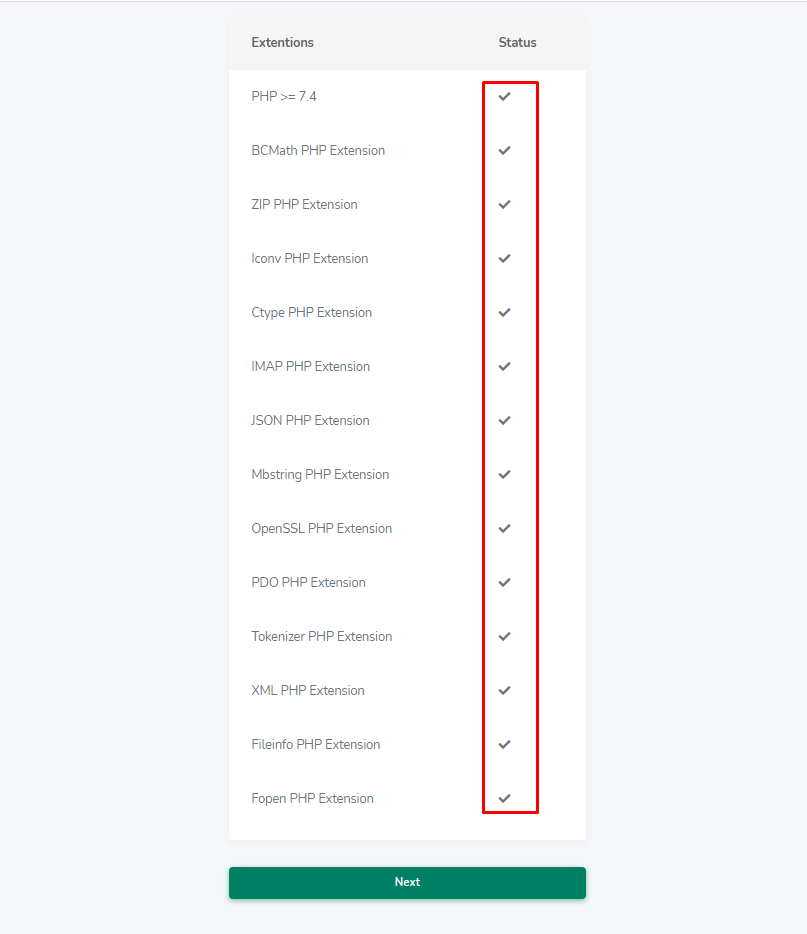 Extentions Status
PHP >= 7.4
BCMath PHP Extension
ZIP PHP Extension
Iconv PHP Extension
Ctype PHP Extension
IMAP PHP Extension
JSON PHP Extension
Mbstring PHP Extension
OpenSSL PHP Extension
PDO PHP Extension
Tokenizer PHP Extension
XML PHP Extension
Fileinfo PHP Extension
Fopen PHP Extension
Next